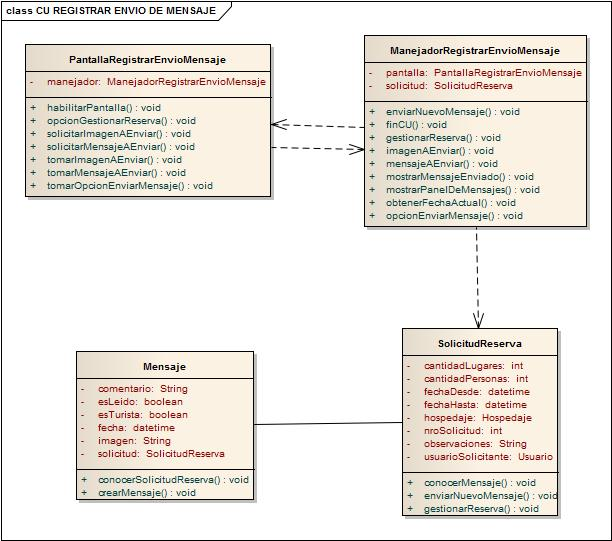 class CU REGISTRAR ENVIO DE MENSAJE
PantallaRegistrarEnvioMensaje
- manejador: ManejadorRegistrarEnvioMensaje
+ habilitarPantalla() : void
+ opcionGestionarReserva() : void
+ solicitarImagenAEnviar() : void
+ solicitarMensajeAEnviar() : void
+ tomarImagenAEnviar() : void
+ tomarMensajeAEnviar() : void
+ tomarOpcionEnviarMensaje() : void
ManejadorRegistrarEnvioMensaje
- pantalla: PantallaRegistrarEnvioMensaje
- solicitud: SolicitudReserva
+ enviarNuevoMensaje() : void
+ finCU() : void
+ gestionarReserva() : void
+ imagenAEnviar() : void
+ mensajeAEnviar() : void
+ mostrarMensajeEnviado() : void
+ mostrarPanelDeMensajes() : void
+ obtenerFechaActual() : void
+ opcionEnviarMensaje() : void
Mensaje
- comentario: String
- esLeido: boolean
- esTurista: boolean
- fecha: datetime
- imagen: String
- solicitud: SolicitudReserva
+ conocerSolicitudReserva() : void
+ crearMensaje() : void
SolicitudReserva
- cantidadLugares: int
- cantidadPersonas: int
- fechaDesde: datetime
- fechaHasta: datetime
- hospedaje: Hospedaje
- nroSolicitud: int
- observaciones: String
- usuarioSolicitante: Usuario
+ conocerMensaje() : void
+ enviarNuevoMensaje() : void
+ gestionarReserva() : void